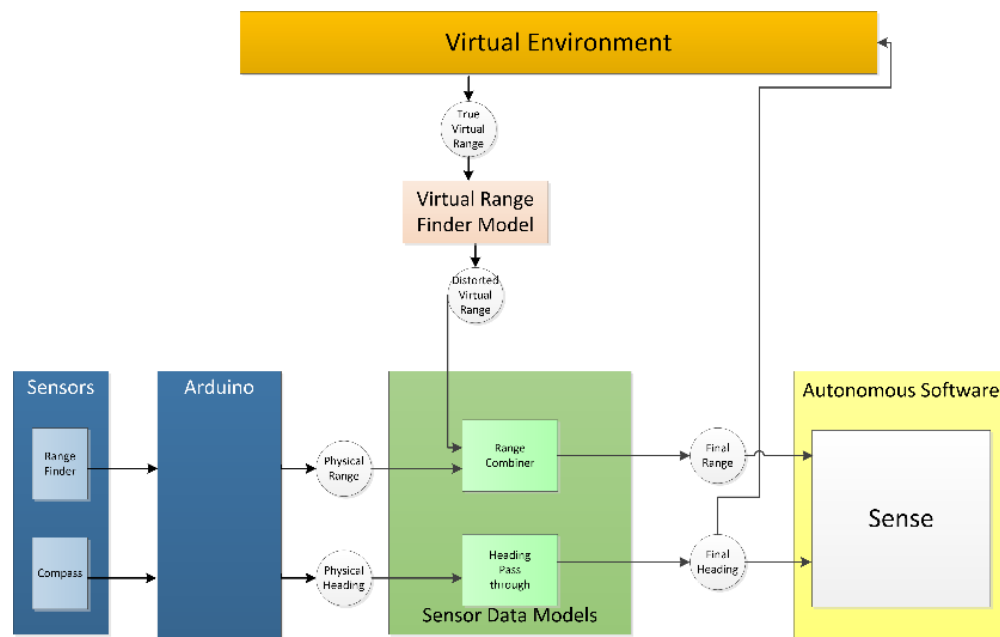 Virtual Environment
True
Virtual
Range
Virtual Range
Finder Model
Distorted
Virtual
Range
Sensors
Arduino
Autonomous Software
Range
Finder
Physical
Range
Range
Combiner
Final
Range
Sense
Compass
Physical
Heading
Heading
Pass
through
Final
Heading
Sensor Data Models